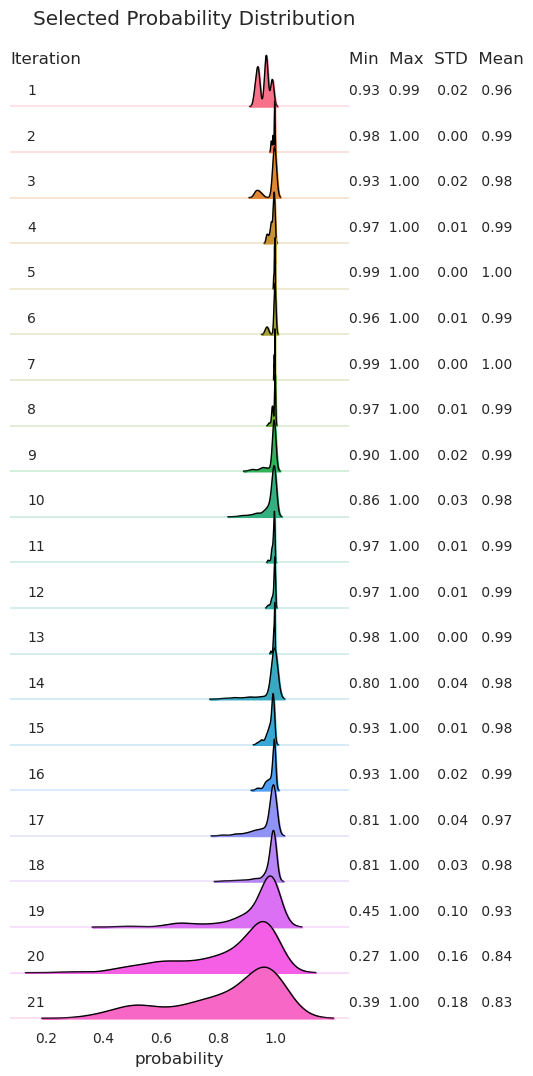 Selected Probability Distribution
Iteration Min Max STD Mean
1 0.93 0.99 0.02 0.96
2 0.98 1.00 0.00 0.99
3 0.93 1.00 0.02 0.98
4 0.97 1.00 0.01 0.99
5 0.99 1.00 0.00 1.00
6 0.96 1.00 0.01 0.99
7 0.99 1.00 0.00 1.00
8 0.97 1.00 0.01 0.99
9 0.90 1.00 0.02 0.99
10 0.86 1.00 0.03 0.98
11 0.97 1.00 0.01 0.99
12 0.97 1.00 0.01 0.99
13 0.98 1.00 0.00 0.99
14 0.80 1.00 0.04 0.98
15 0.93 1.00 0.01 0.98
16 0.93 1.00 0.02 0.99
17 0.81 1.00 0.04 0.97
18 0.81 1.00 0.03 0.98
19 0.45 1.00 0.10 0.93
20 0.27 1.00 0.16 0.84
21 0.39 1.00 0.18 0.83
0.2 0.4 0.6 0.8 1.0
probability